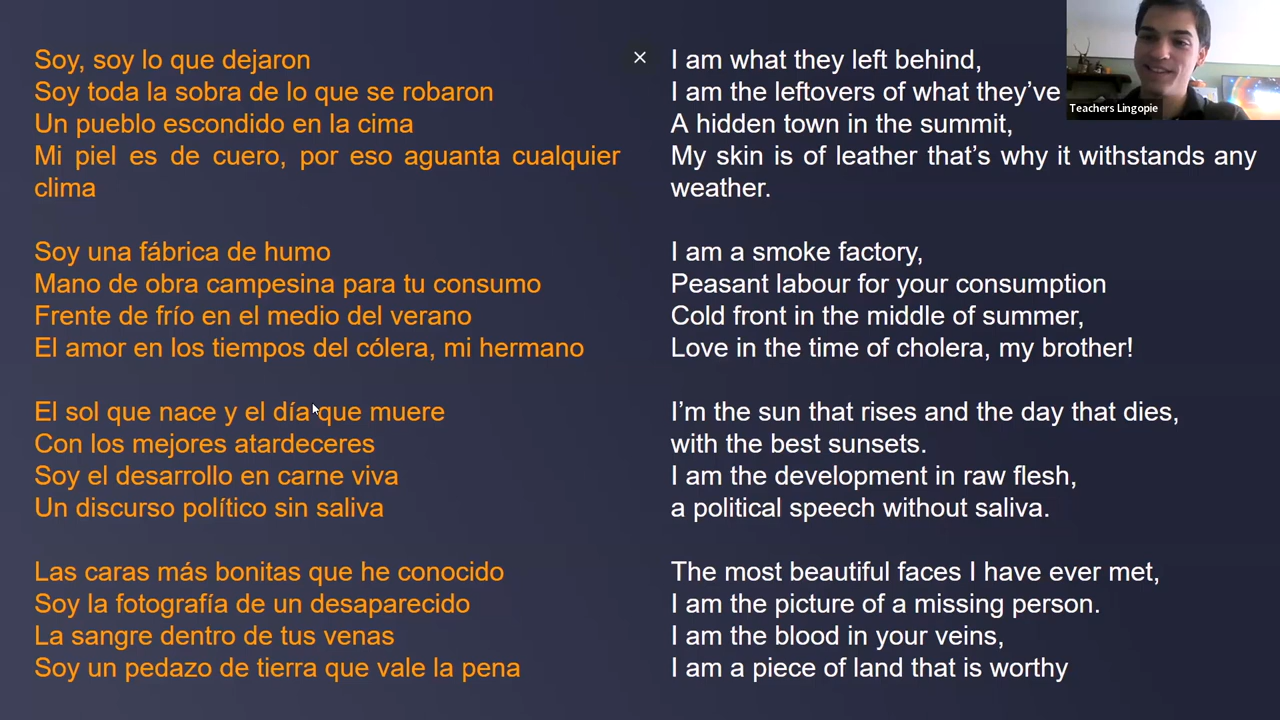 Soy, soy lo que dejaron
Soy toda la sobra de lo que se robaron
Un pueblo escondido en la cima
Mi piel es de cuero, por eso aguanta cualquier
clima
Soy una fábrica de humo
Mano de obra campesina para tu consumo
Frente de frío en el medio del verano
El amor en los tiempos del cólera, mi hermano
El sol que nace y el día que muere
Con los mejores atardeceres
Soy el desarrollo en carne viva
Un discurso político sin saliva
Las caras más bonitas que he conocido
Soy la fotografía de un desaparecido
La sangre dentro de tus venas
Soy un pedazo de tierra que vale la pena
I am what they left behind,
I am the leftovers of what they’ve
A hidden town in the summit,
My skin is of leather that’s why it withstands any
weather.
I am a smoke factory,
Peasant labour for your consumption
Cold front in the middle of summer,
Love in the time of cholera, my brother!
I’m the sun that rises and the day that dies,
with the best sunsets.
I am the development in raw flesh,
a political speech without saliva.
The most beautiful faces I have ever met,
I am the picture of a missing person.
I am the blood in your veins,
I am a piece of land that is worthy
Teachers Lingopie